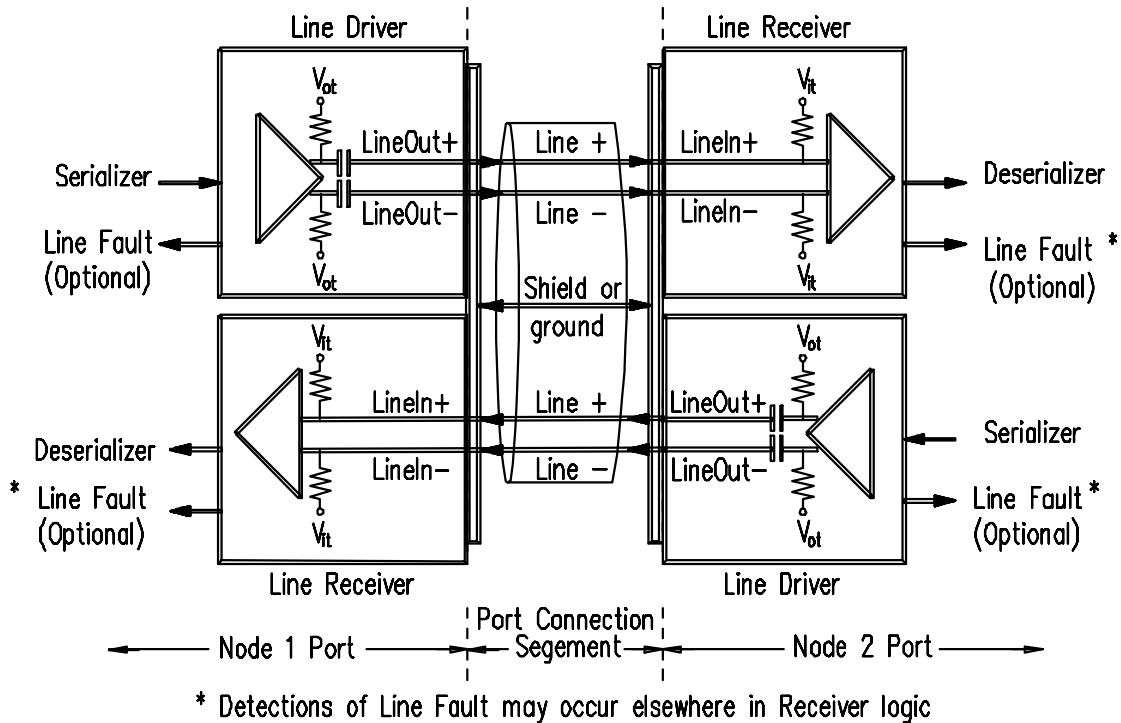 Line Driver
Line Receiver
Vot
Vit
LineOut+
Line +
LineIn+
Serializer
Deserializer
LineOut-
Line -
LineIn-
Line Fault
(Optional)
Line Fault *
(Optional)
Vot
Vit
Shield or
ground
Vit
Vot
LineIn+
Line +
LineOut+
Deserializer
Serializer
LineIn-
Line -
LineOut-
* Line Fault
(Optional)
Line Fault *
(Optional)
Vit
Vot
Line Receiver
Line Driver
Port Connection
Segement
Node 1 Port
Node 2 Port
* Detections of Line Fault may occur elsewhere in Receiver logic